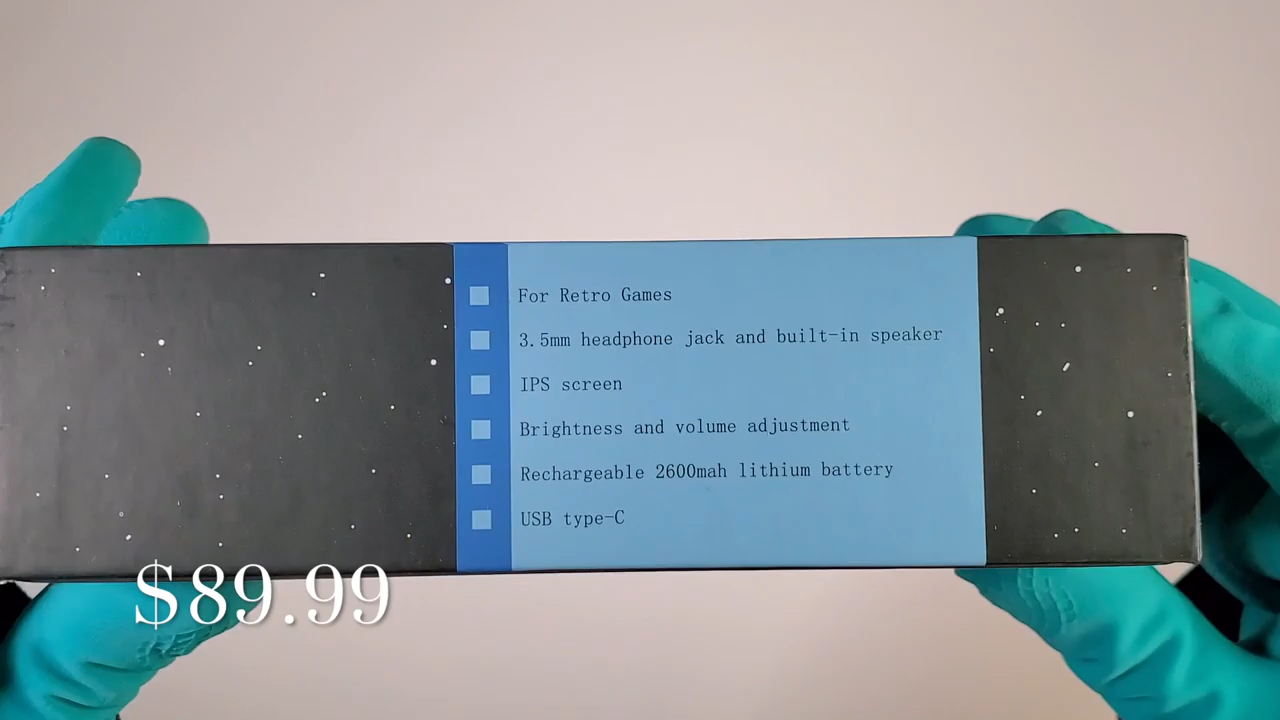 For Retro Games
3.5mm headphone jack and built-in speaker
IPS screen
Brightness and volume adjustment
Rechargeable 2600mah lithium battery
USB type-C
$89.99